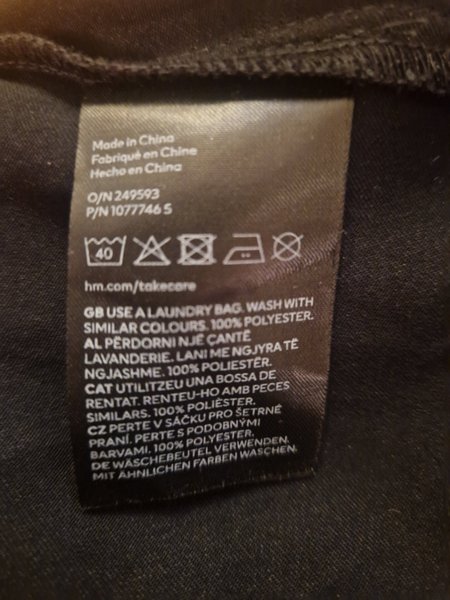 Made in China
Fabriqué en Chine
Hecho en China
O/N 249593
P/N 1077746 S
40
hm.com/takecare
GB USE A LAUNDRY BAG. WASH WITH
SIMILAR COLOURS. 100% POLYESTER.
AL PËRDORNI NJË ÇANTË
LAVANDERIE. LANI ME NGJYRA TË
NGJASHME. 100% POLIESTËR.
CAT UTILITZEU UNA BOSSA DE
RENTAT. RENTEU-HO AMB PECES
SIMILARS. 100% POLIÈSTER.
CZ PERTE V SÁČKU PRO ŠETRNÉ
PRANÍ. PERTE S PODOBNÝMI
BARVAMI. 100% POLYESTER.
DE WÄSCHEBEUTEL VERWENDEN.
MIT ÄHNLICHEN FARBEN WASCHEN.